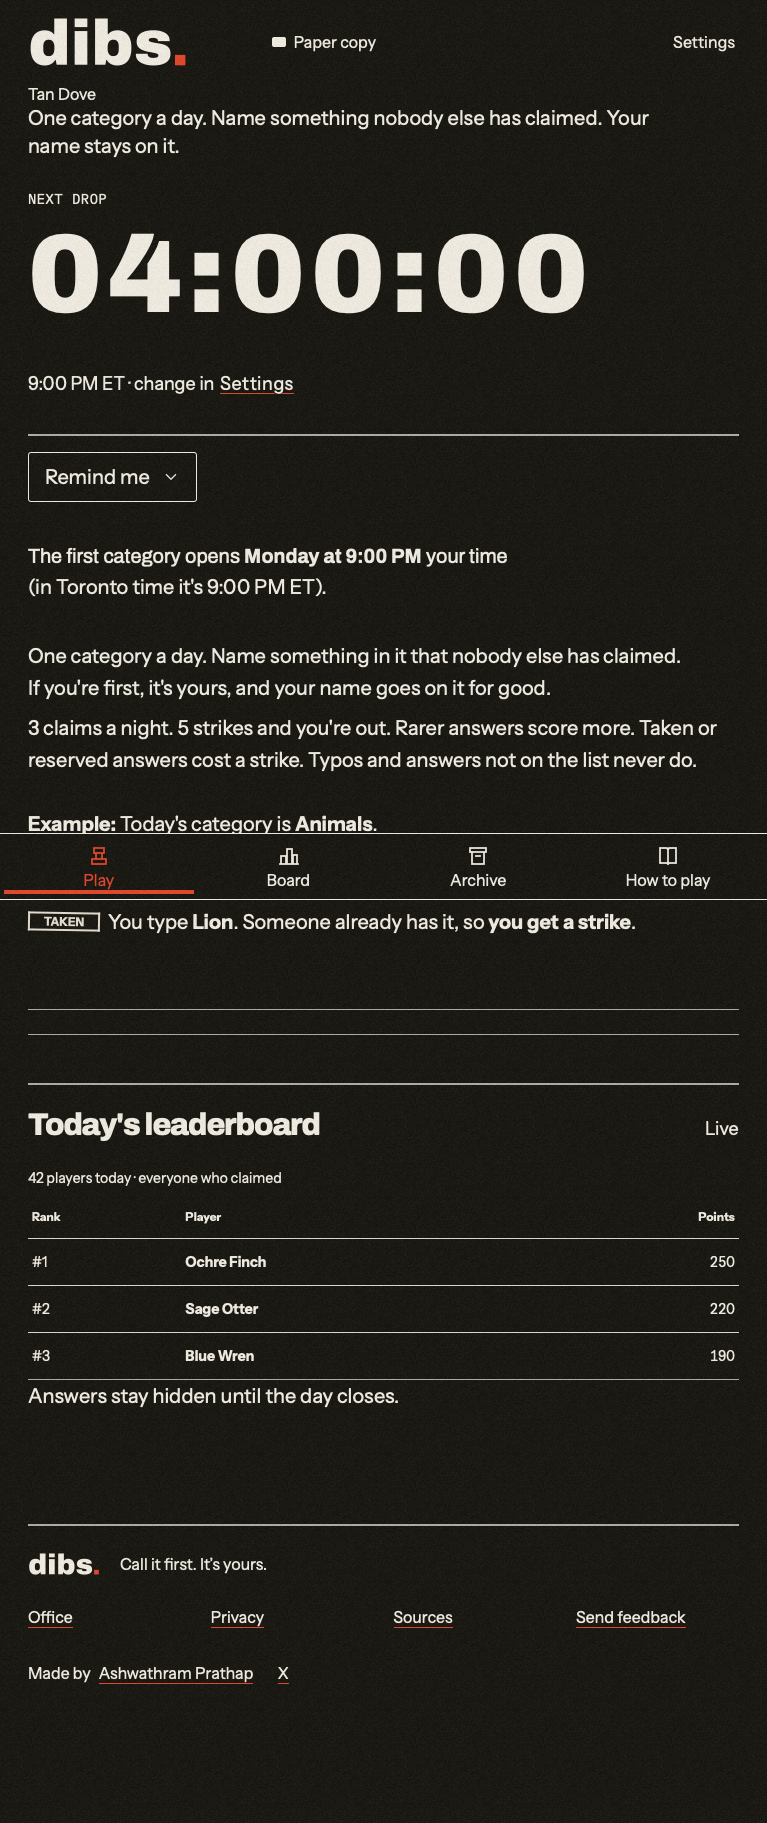 dibs.
Paper copy
Settings
Tan Dove
One category a day. Name something nobody else has claimed. Your
name stays on it.
NEXT DROP
04:00:00
9:00 PM ET · change in Settings
Remind me
The first category opens Monday at 9:00 PM your time
(in Toronto time it's 9:00 PM ET).
One category a day. Name something in it that nobody else has claimed.
If you're first, it's yours, and your name goes on it for good.
3 claims a night. 5 strikes and you're out. Rarer answers score more. Taken or
reserved answers cost a strike. Typos and answers not on the list never do.
Example: Today's category is Animals.
Play
Board
Archive
How to play
TAKEN You type Lion. Someone already has it, so you get a strike.
Today's leaderboard
Live
42 players today · everyone who claimed
Rank Player Points
#1 Ochre Finch 250
#2 Sage Otter 220
#3 Blue Wren 190
Answers stay hidden until the day closes.
dibs. Call it first. It's yours.
Office Privacy Sources Send feedback
Made by Ashwathram Prathap X